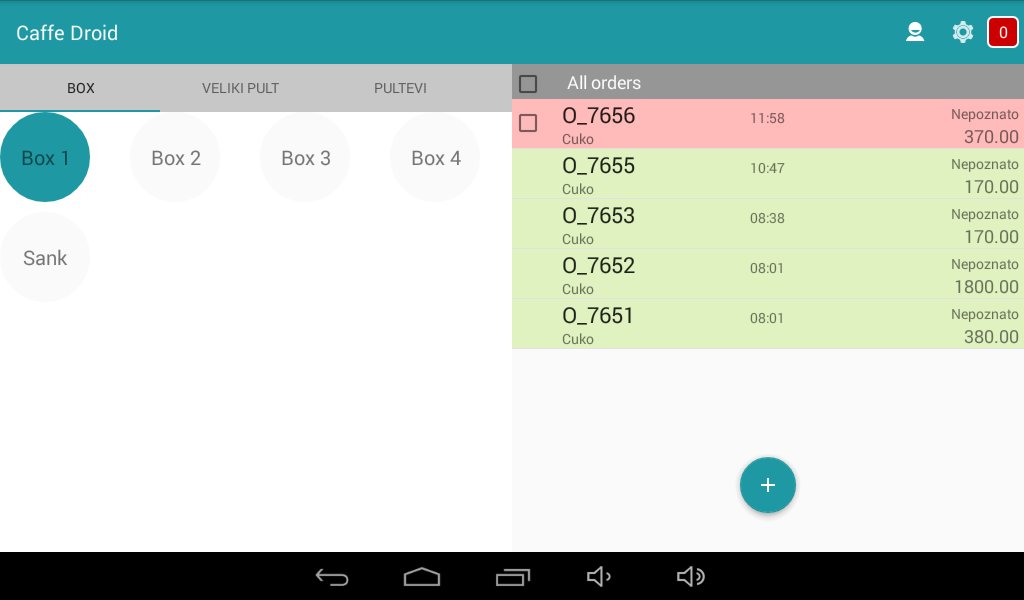 Caffe Droid
0
BOX VELIKI PULT PULTEVI
Box 1 Box 2 Box 3 Box 4
Sank
All orders
O_7656 11:58 Nepoznato
Cuko 370.00
O_7655 10:47 Nepoznato
Cuko 170.00
O_7653 08:38 Nepoznato
Cuko 170.00
O_7652 08:01 Nepoznato
Cuko 1800.00
O_7651 08:01 Nepoznato
Cuko 380.00
+